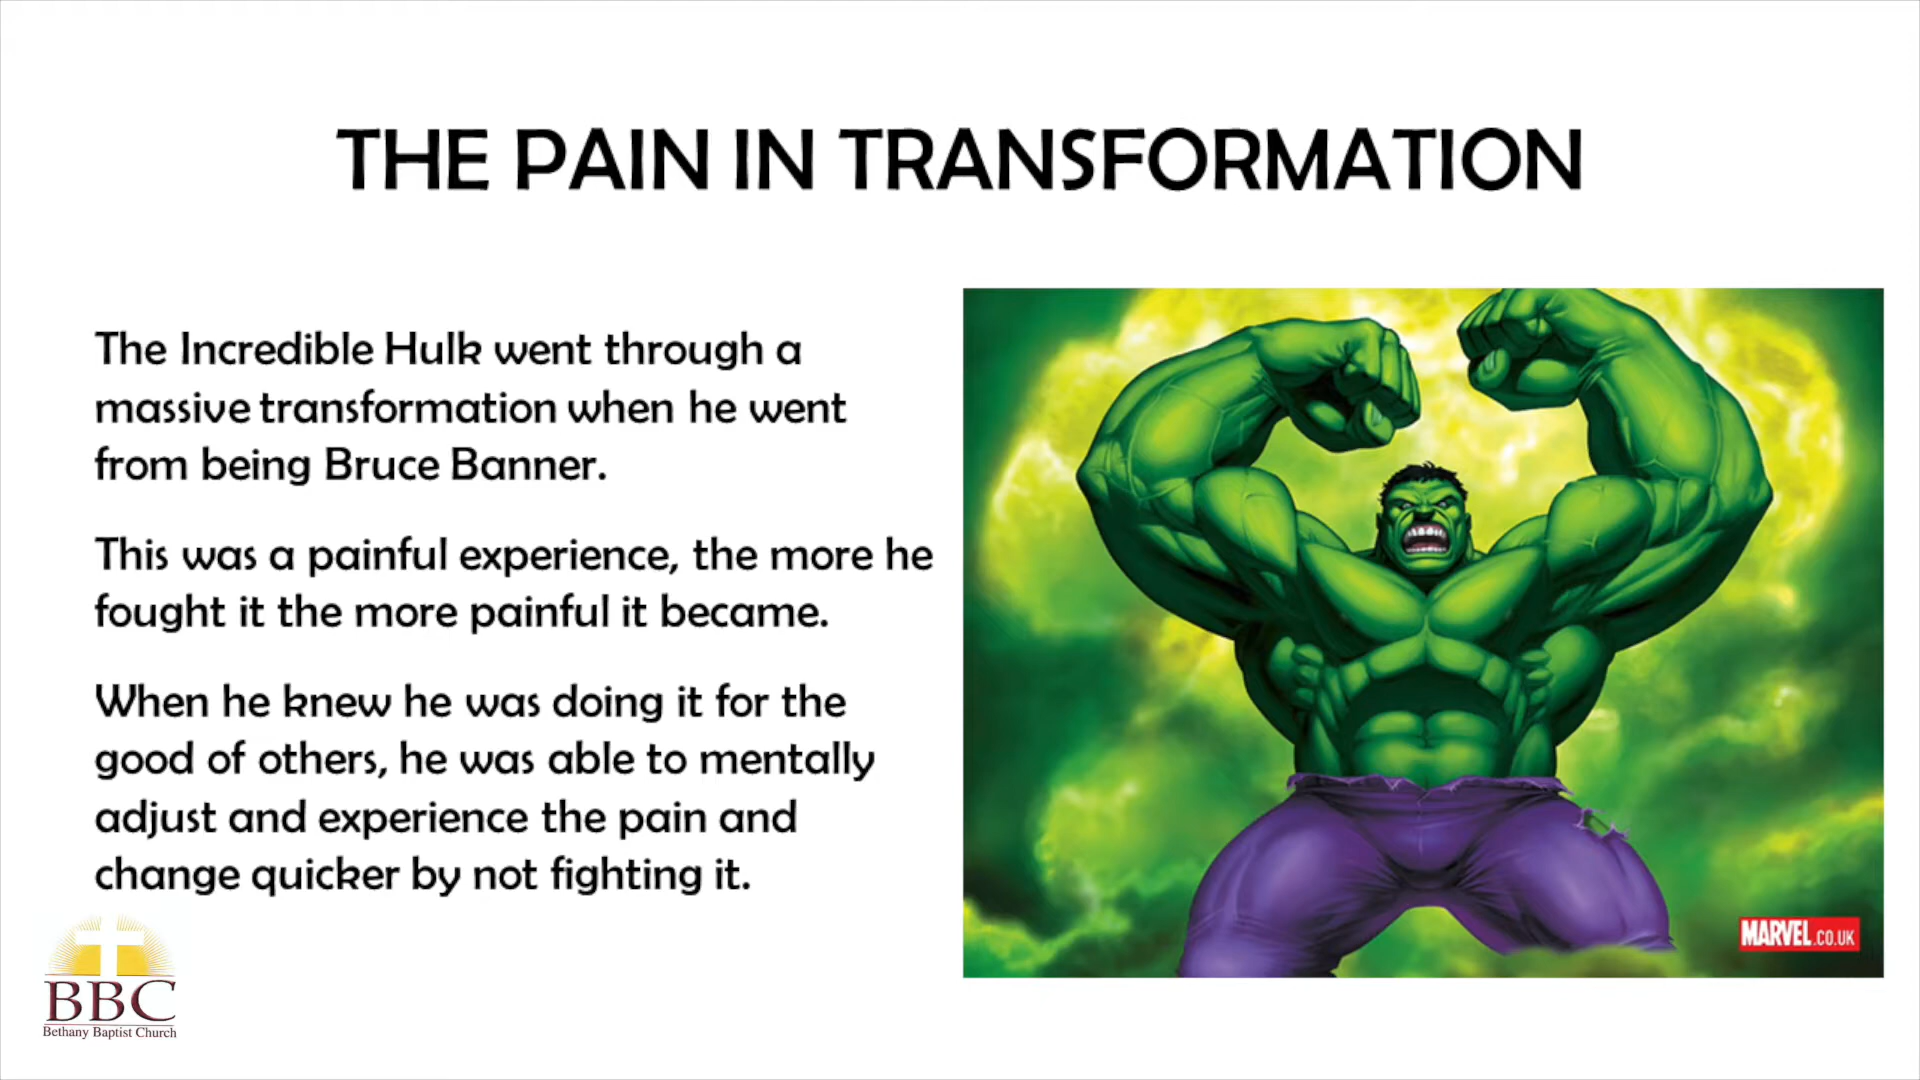 THE PAIN IN TRANSFORMATION
The Incredible Hulk went through a
massive transformation when he went
from being Bruce Banner.
This was a painful experience, the more he
fought it the more painful it became.
When he knew he was doing it for the
good of others, he was able to mentally
adjust and experience the pain and
change quicker by not fighting it.
MARVEL.CO.UK
BBC
Bethany Baptist Church